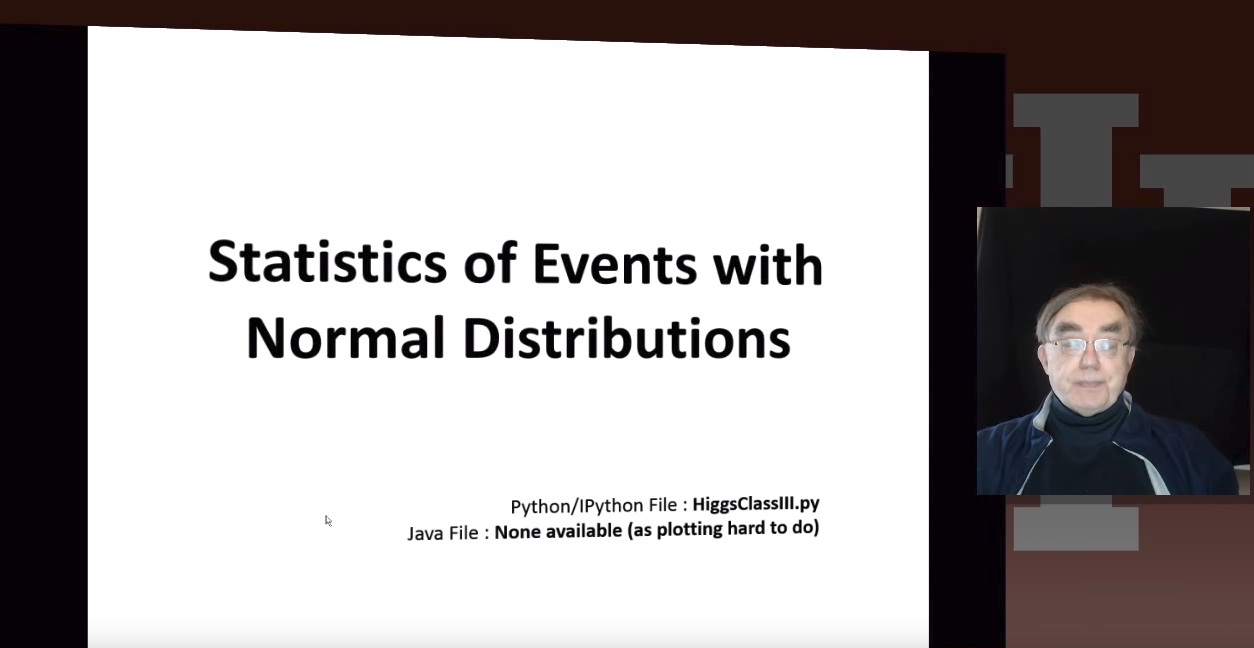 Statistics of Events with
Normal Distributions
Python/IPython File : HiggsClassIII.py
Java File : None available (as plotting hard to do)